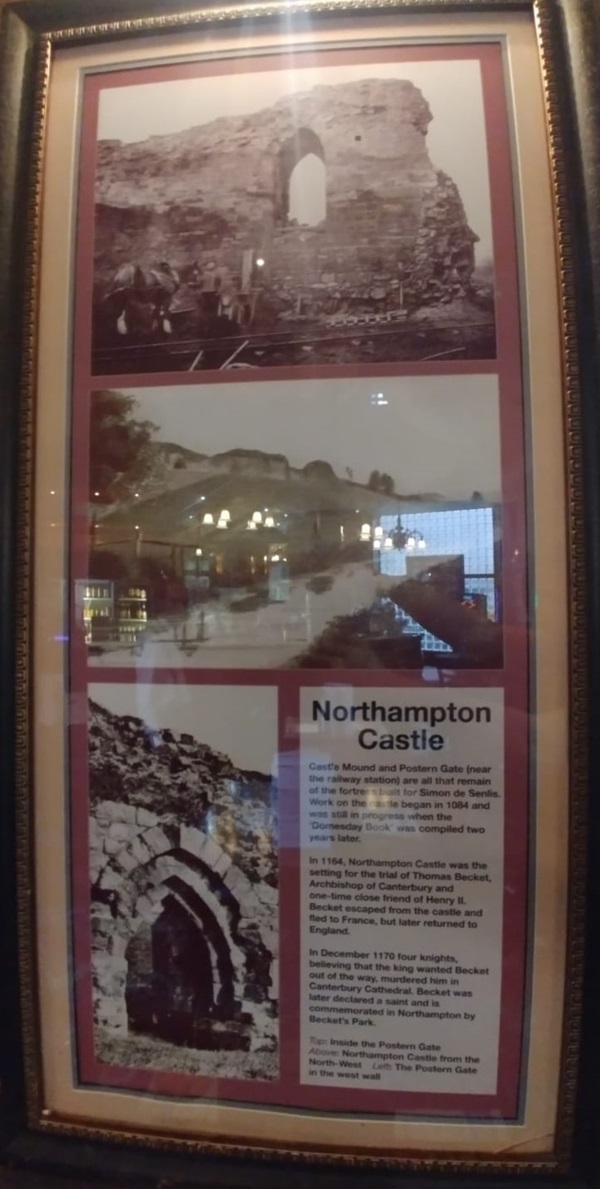 Northampton
Castle
Castle Mound and Postern Gate (near
the railway station) are all that remain
of the fortress built for Simon de Senlis.
Work on the castle began in 1084 and
was still in progress when the
'Domesday Book' was compiled two
years later.
In 1164, Northampton Castle was the
setting for the trial of Thomas Becket,
Archbishop of Canterbury and
one-time close friend of Henry II.
Becket escaped from the castle and
fled to France, but later returned to
England.
In December 1170 four knights,
believing that the king wanted Becket
out of the way, murdered him in
Canterbury Cathedral. Becket was
later declared a saint and is
commemorated in Northampton by
Becket's Park.
Top: Inside the Postern Gate
Above: Northampton Castle from the
North-West Left: The Postern Gate
in the west wall